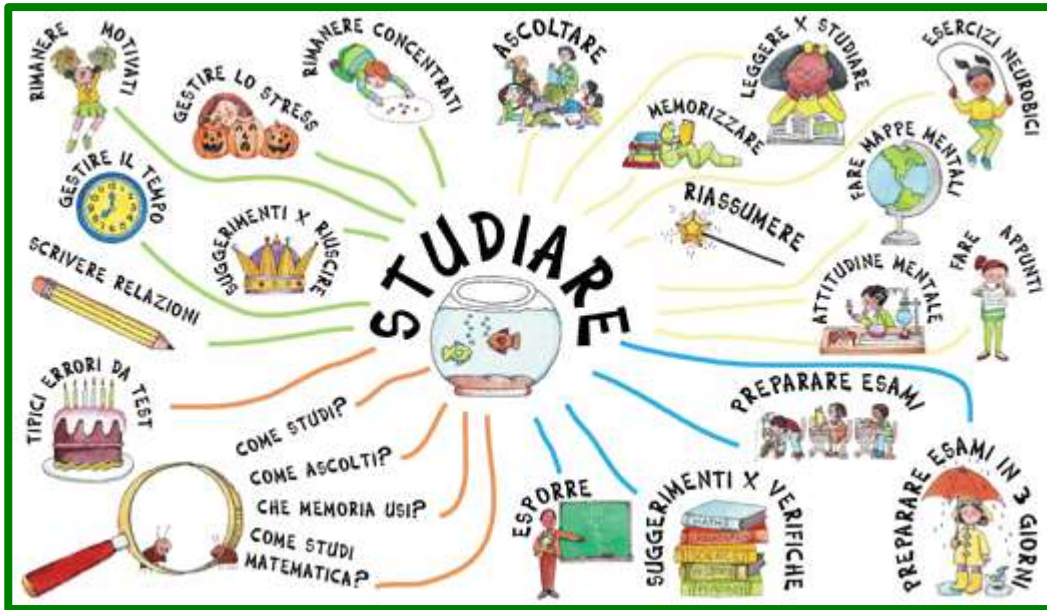 STUDIARE
RIMANERE MOTIVATI
GESTIRE LO STRESS
RIMANERE CONCENTRATI
GESTIRE IL TEMPO
SUGGERIMENTI X RIUSCIRE
SCRIVERE RELAZIONI
ASCOLTARE
LEGGERE X STUDIARE
ESERCIZI NEUROBICI
MEMORIZZARE
FARE MAPPE MENTALI
RIASSUMERE
ATTITUDINE MENTALE
FARE APPUNTI
TIPICI ERRORI DA TEST
COME STUDI?
COME ASCOLTI?
CHE MEMORIA USI?
COME STUDI
MATEMATICA?
ESPORRE
SUGGERIMENTI X VERIFICHE
MATHS
PREPARARE ESAMI
PREPARARE ESAMI IN 3 GIORNI